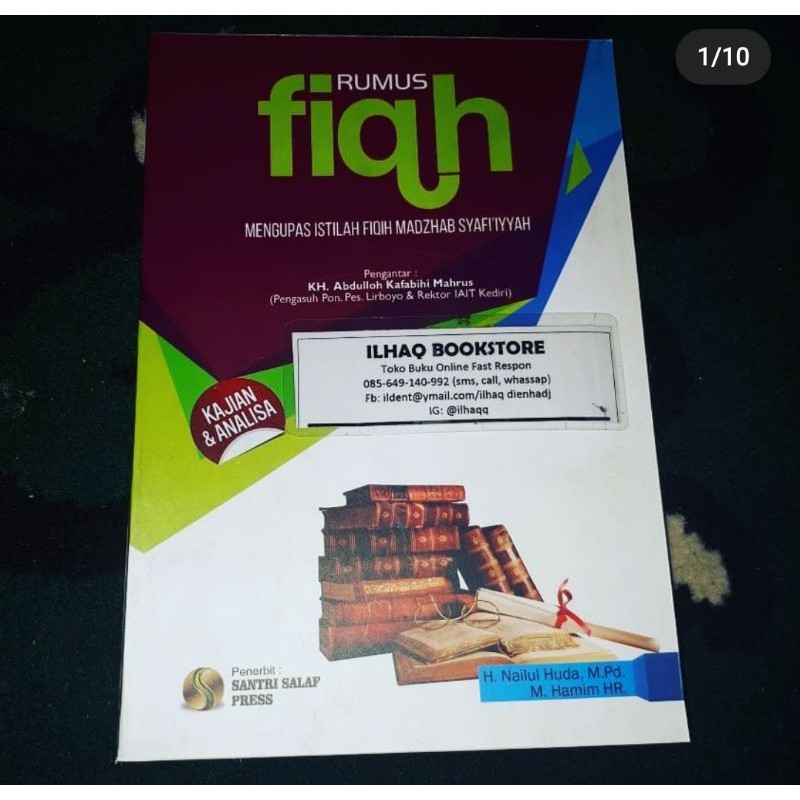 1/10
RUMUS
fiqh
MENGUPAS ISTILAH FIQIH MADZHAB SYAFI'IYYAH
Pengantar :
KH. Abdulloh Kafabihi Mahrus
(Pengasuh Pon. Pes. Lirboyo & Rektor IAIT Kediri)
ILHAQ BOOKSTORE
Toko Buku Online Fast Respon
085-649-140-992 (sms, call, whassap)
Fb: ildent@ymail.com/ilhaq dienhadj
IG: @ilhaqq
KAJIAN
& ANALISA
Penerbit :
SANTRI SALAF
PRESS
H. Nailul Huda, M.Pd.
M. Hamim HR.